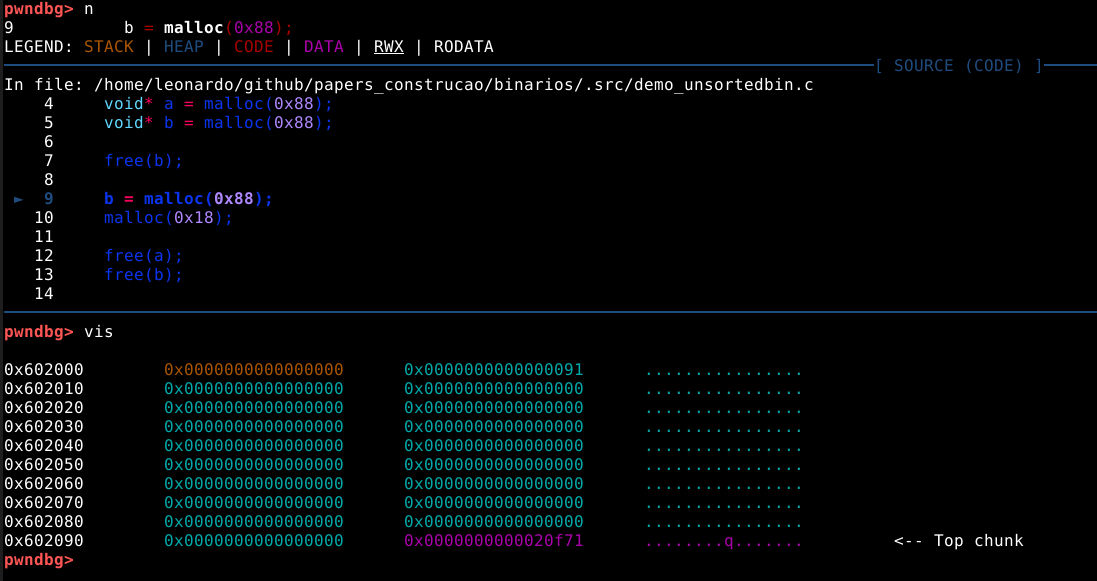 pwndbg> n
9           b = malloc(0x88);
LEGEND: STACK | HEAP | CODE | DATA | RWX | RODATA
[ SOURCE (CODE) ]
In file: /home/leonardo/github/papers_construcao/binarios/.src/demo_unsortedbin.c
    4     void* a = malloc(0x88);
    5     void* b = malloc(0x88);
    6
    7     free(b);
    8
 ►  9     b = malloc(0x88);
   10     malloc(0x18);
   11
   12     free(a);
   13     free(b);
   14
pwndbg> vis
0x602000        0x0000000000000000      0x0000000000000091      ................
0x602010        0x0000000000000000      0x0000000000000000      ................
0x602020        0x0000000000000000      0x0000000000000000      ................
0x602030        0x0000000000000000      0x0000000000000000      ................
0x602040        0x0000000000000000      0x0000000000000000      ................
0x602050        0x0000000000000000      0x0000000000000000      ................
0x602060        0x0000000000000000      0x0000000000000000      ................
0x602070        0x0000000000000000      0x0000000000000000      ................
0x602080        0x0000000000000000      0x0000000000000000      ................
0x602090        0x0000000000000000      0x0000000000020f71      ........q.......         <-- Top chunk
pwndbg>